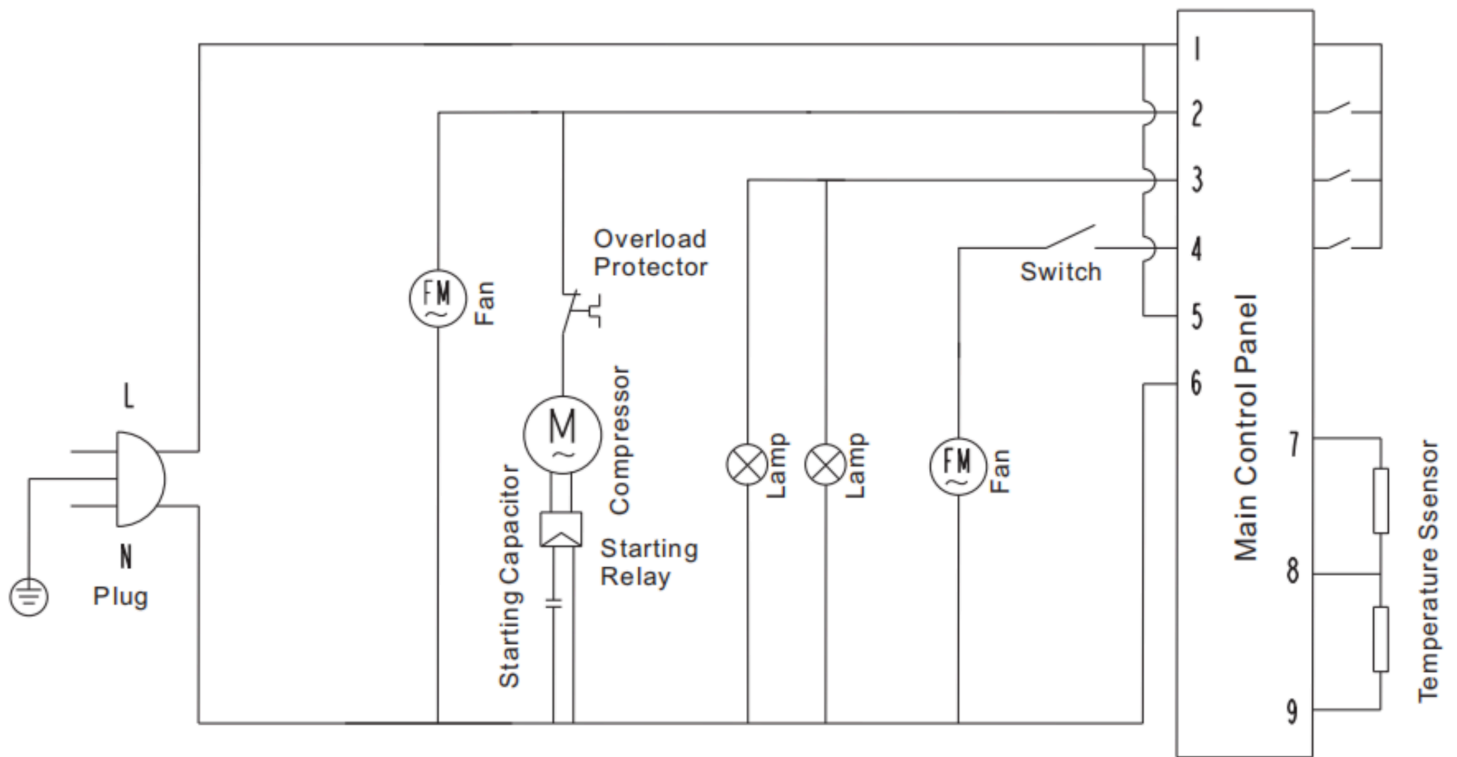 1
2
3
4
5
6
7
8
9
Main Control Panel
Overload
Protector
Switch
FM
Fan
L
N
Plug
M
Compressor
Starting Capacitor
Starting
Relay
Lamp
Lamp
FM
Fan
Temperature Ssensor